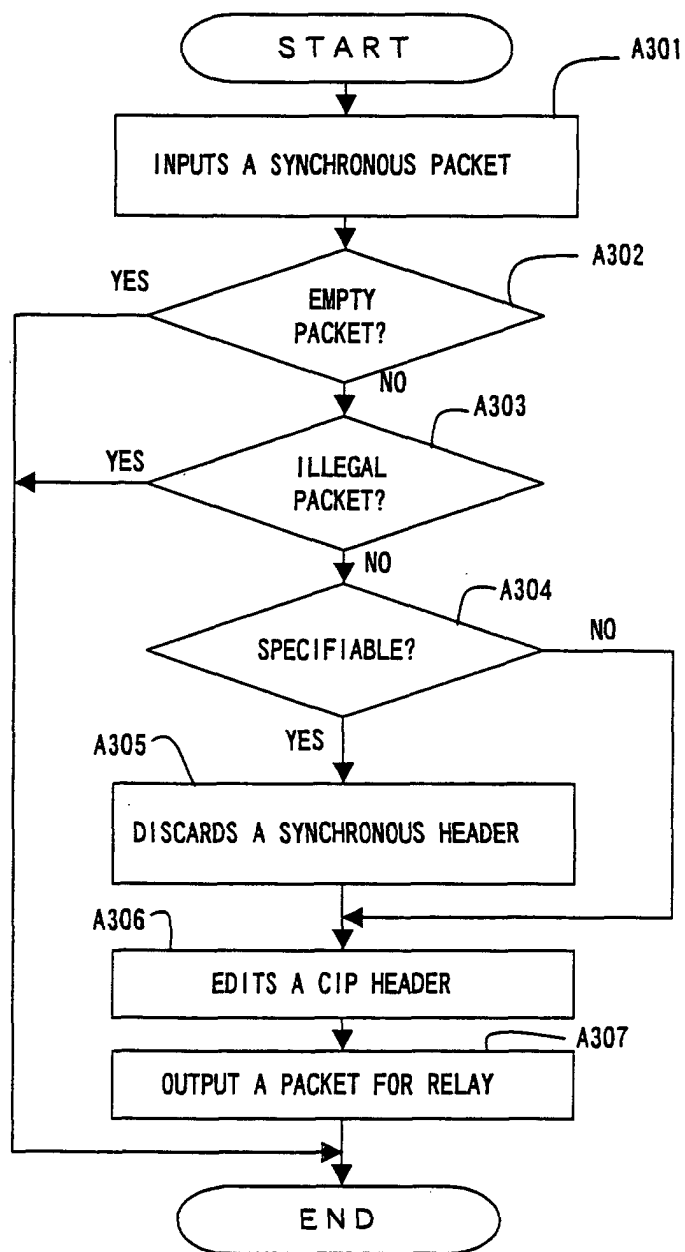 START
A301
INPUTS A SYNCHRONOUS PACKET
A302
YES
EMPTY
PACKET?
NO
A303
YES
ILLEGAL
PACKET?
NO
A304
NO
SPECIFIABLE?
YES
A305
DISCARDS A SYNCHRONOUS HEADER
A306
EDITS A CIP HEADER
A307
OUTPUT A PACKET FOR RELAY
END